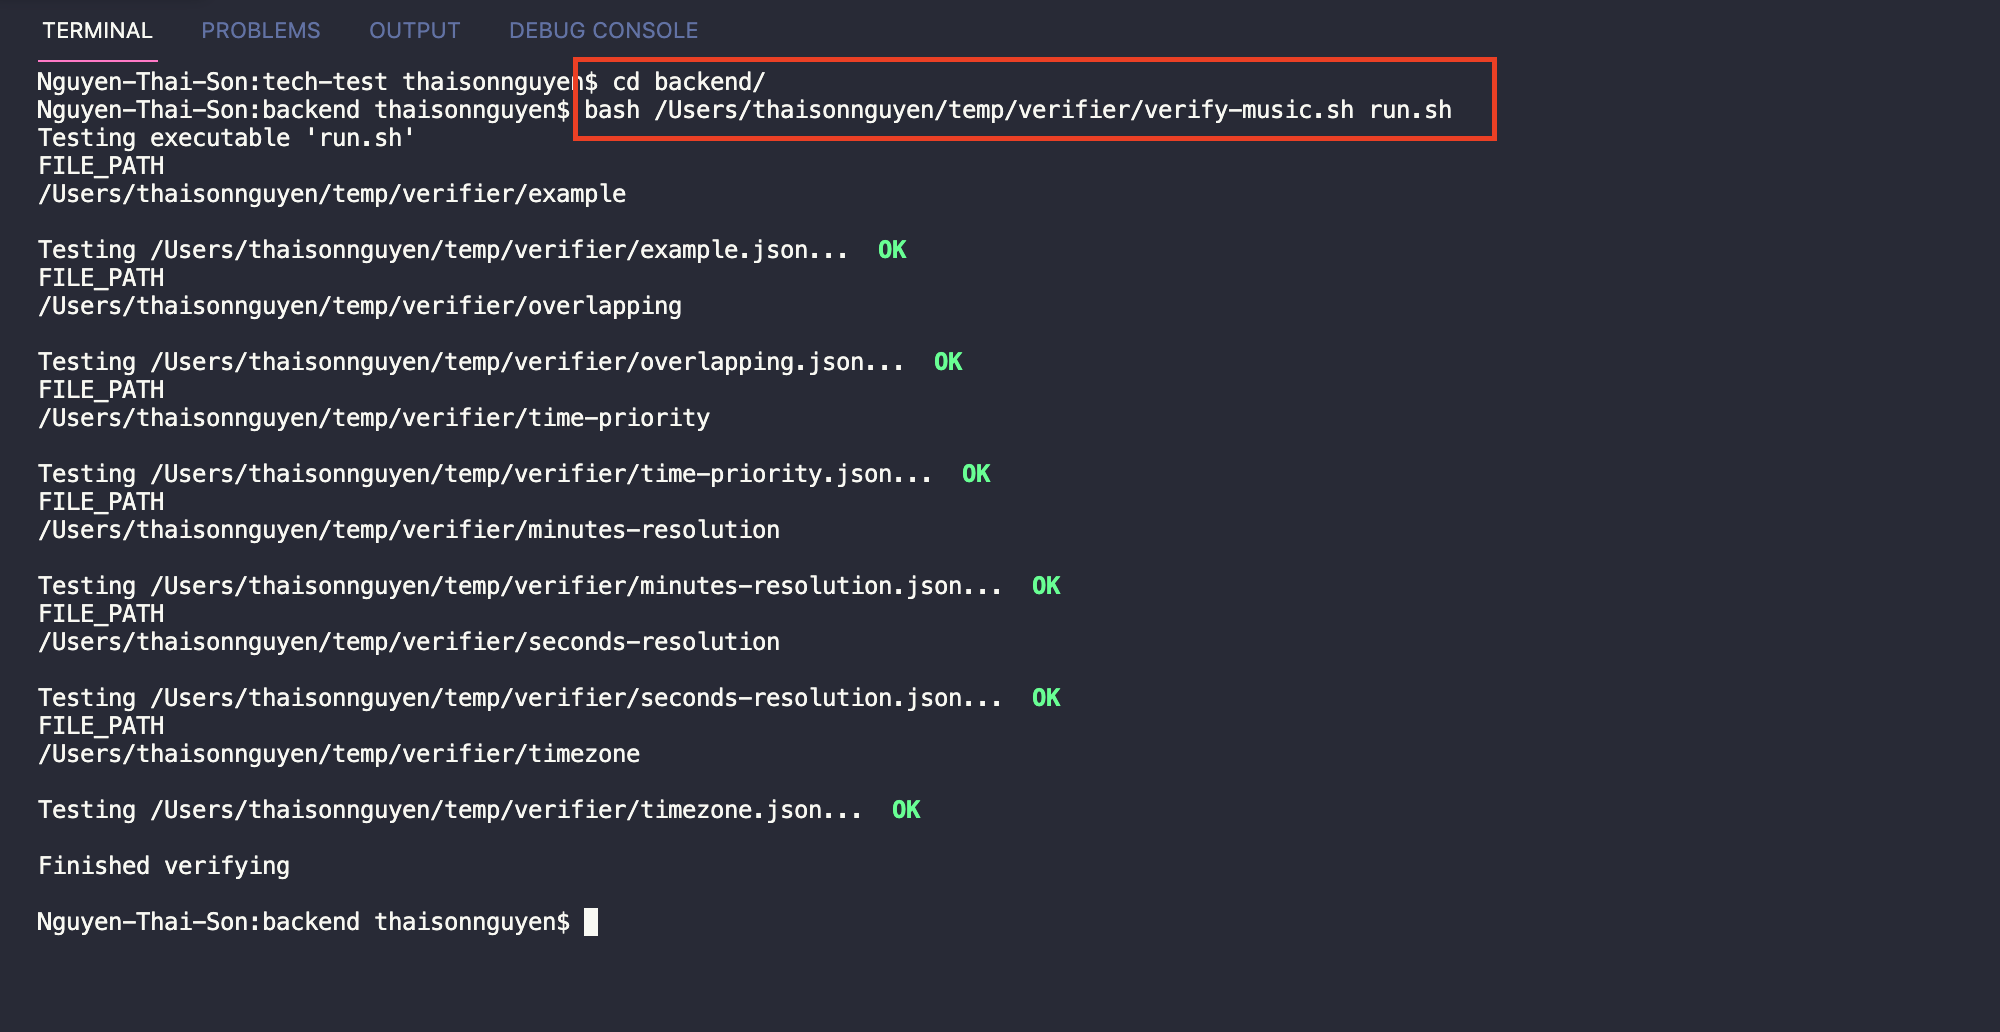 TERMINAL PROBLEMS OUTPUT DEBUG CONSOLE
Nguyen-Thai-Son:tech-test thaisonnguyen$ cd backend/
Nguyen-Thai-Son:backend thaisonnguyen$ bash /Users/thaisonnguyen/temp/verifier/verify-music.sh run.sh
Testing executable 'run.sh'
FILE_PATH
/Users/thaisonnguyen/temp/verifier/example
Testing /Users/thaisonnguyen/temp/verifier/example.json... OK
FILE_PATH
/Users/thaisonnguyen/temp/verifier/overlapping
Testing /Users/thaisonnguyen/temp/verifier/overlapping.json... OK
FILE_PATH
/Users/thaisonnguyen/temp/verifier/time-priority
Testing /Users/thaisonnguyen/temp/verifier/time-priority.json... OK
FILE_PATH
/Users/thaisonnguyen/temp/verifier/minutes-resolution
Testing /Users/thaisonnguyen/temp/verifier/minutes-resolution.json... OK
FILE_PATH
/Users/thaisonnguyen/temp/verifier/seconds-resolution
Testing /Users/thaisonnguyen/temp/verifier/seconds-resolution.json... OK
FILE_PATH
/Users/thaisonnguyen/temp/verifier/timezone
Testing /Users/thaisonnguyen/temp/verifier/timezone.json... OK
Finished verifying
Nguyen-Thai-Son:backend thaisonnguyen$